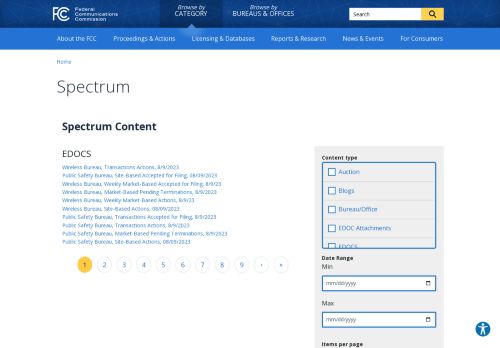 FCC
Federal
Communications
Commission
Browse by
CATEGORY
Browse by
BUREAUS & OFFICES
Search
About the FCC
Proceedings & Actions
Licensing & Databases
Reports & Research
News & Events
For Consumers
Home
Spectrum
Spectrum Content
EDOCS
Wireless Bureau, Transactions Actions, 8/9/2023
Public Safety Bureau, Site-Based Accepted for Filing, 08/09/2023
Wireless Bureau, Weekly Market-Based Accepted for Filing, 8/9/23
Wireless Bureau, Market-Based Pending Terminations, 8/9/2023
Wireless Bureau, Weekly Market-Based Actions, 8/9/23
Wireless Bureau, Site-Based Actions, 08/09/2023
Public Safety Bureau, Transactions Accepted for Filing, 8/9/2023
Public Safety Bureau, Transactions Actions, 8/9/2023
Public Safety Bureau, Market-Based Pending Terminations, 8/9/2023
Public Safety Bureau, Site-Based Actions, 08/09/2023
1 2 3 4 5 6 7 8 9 › »
Content type
Auction
Blogs
Bureau/Office
EDOC Attachments
EDOCS
Date Range
Min
mm/dd/yyyy
Max
mm/dd/yyyy
Items per page